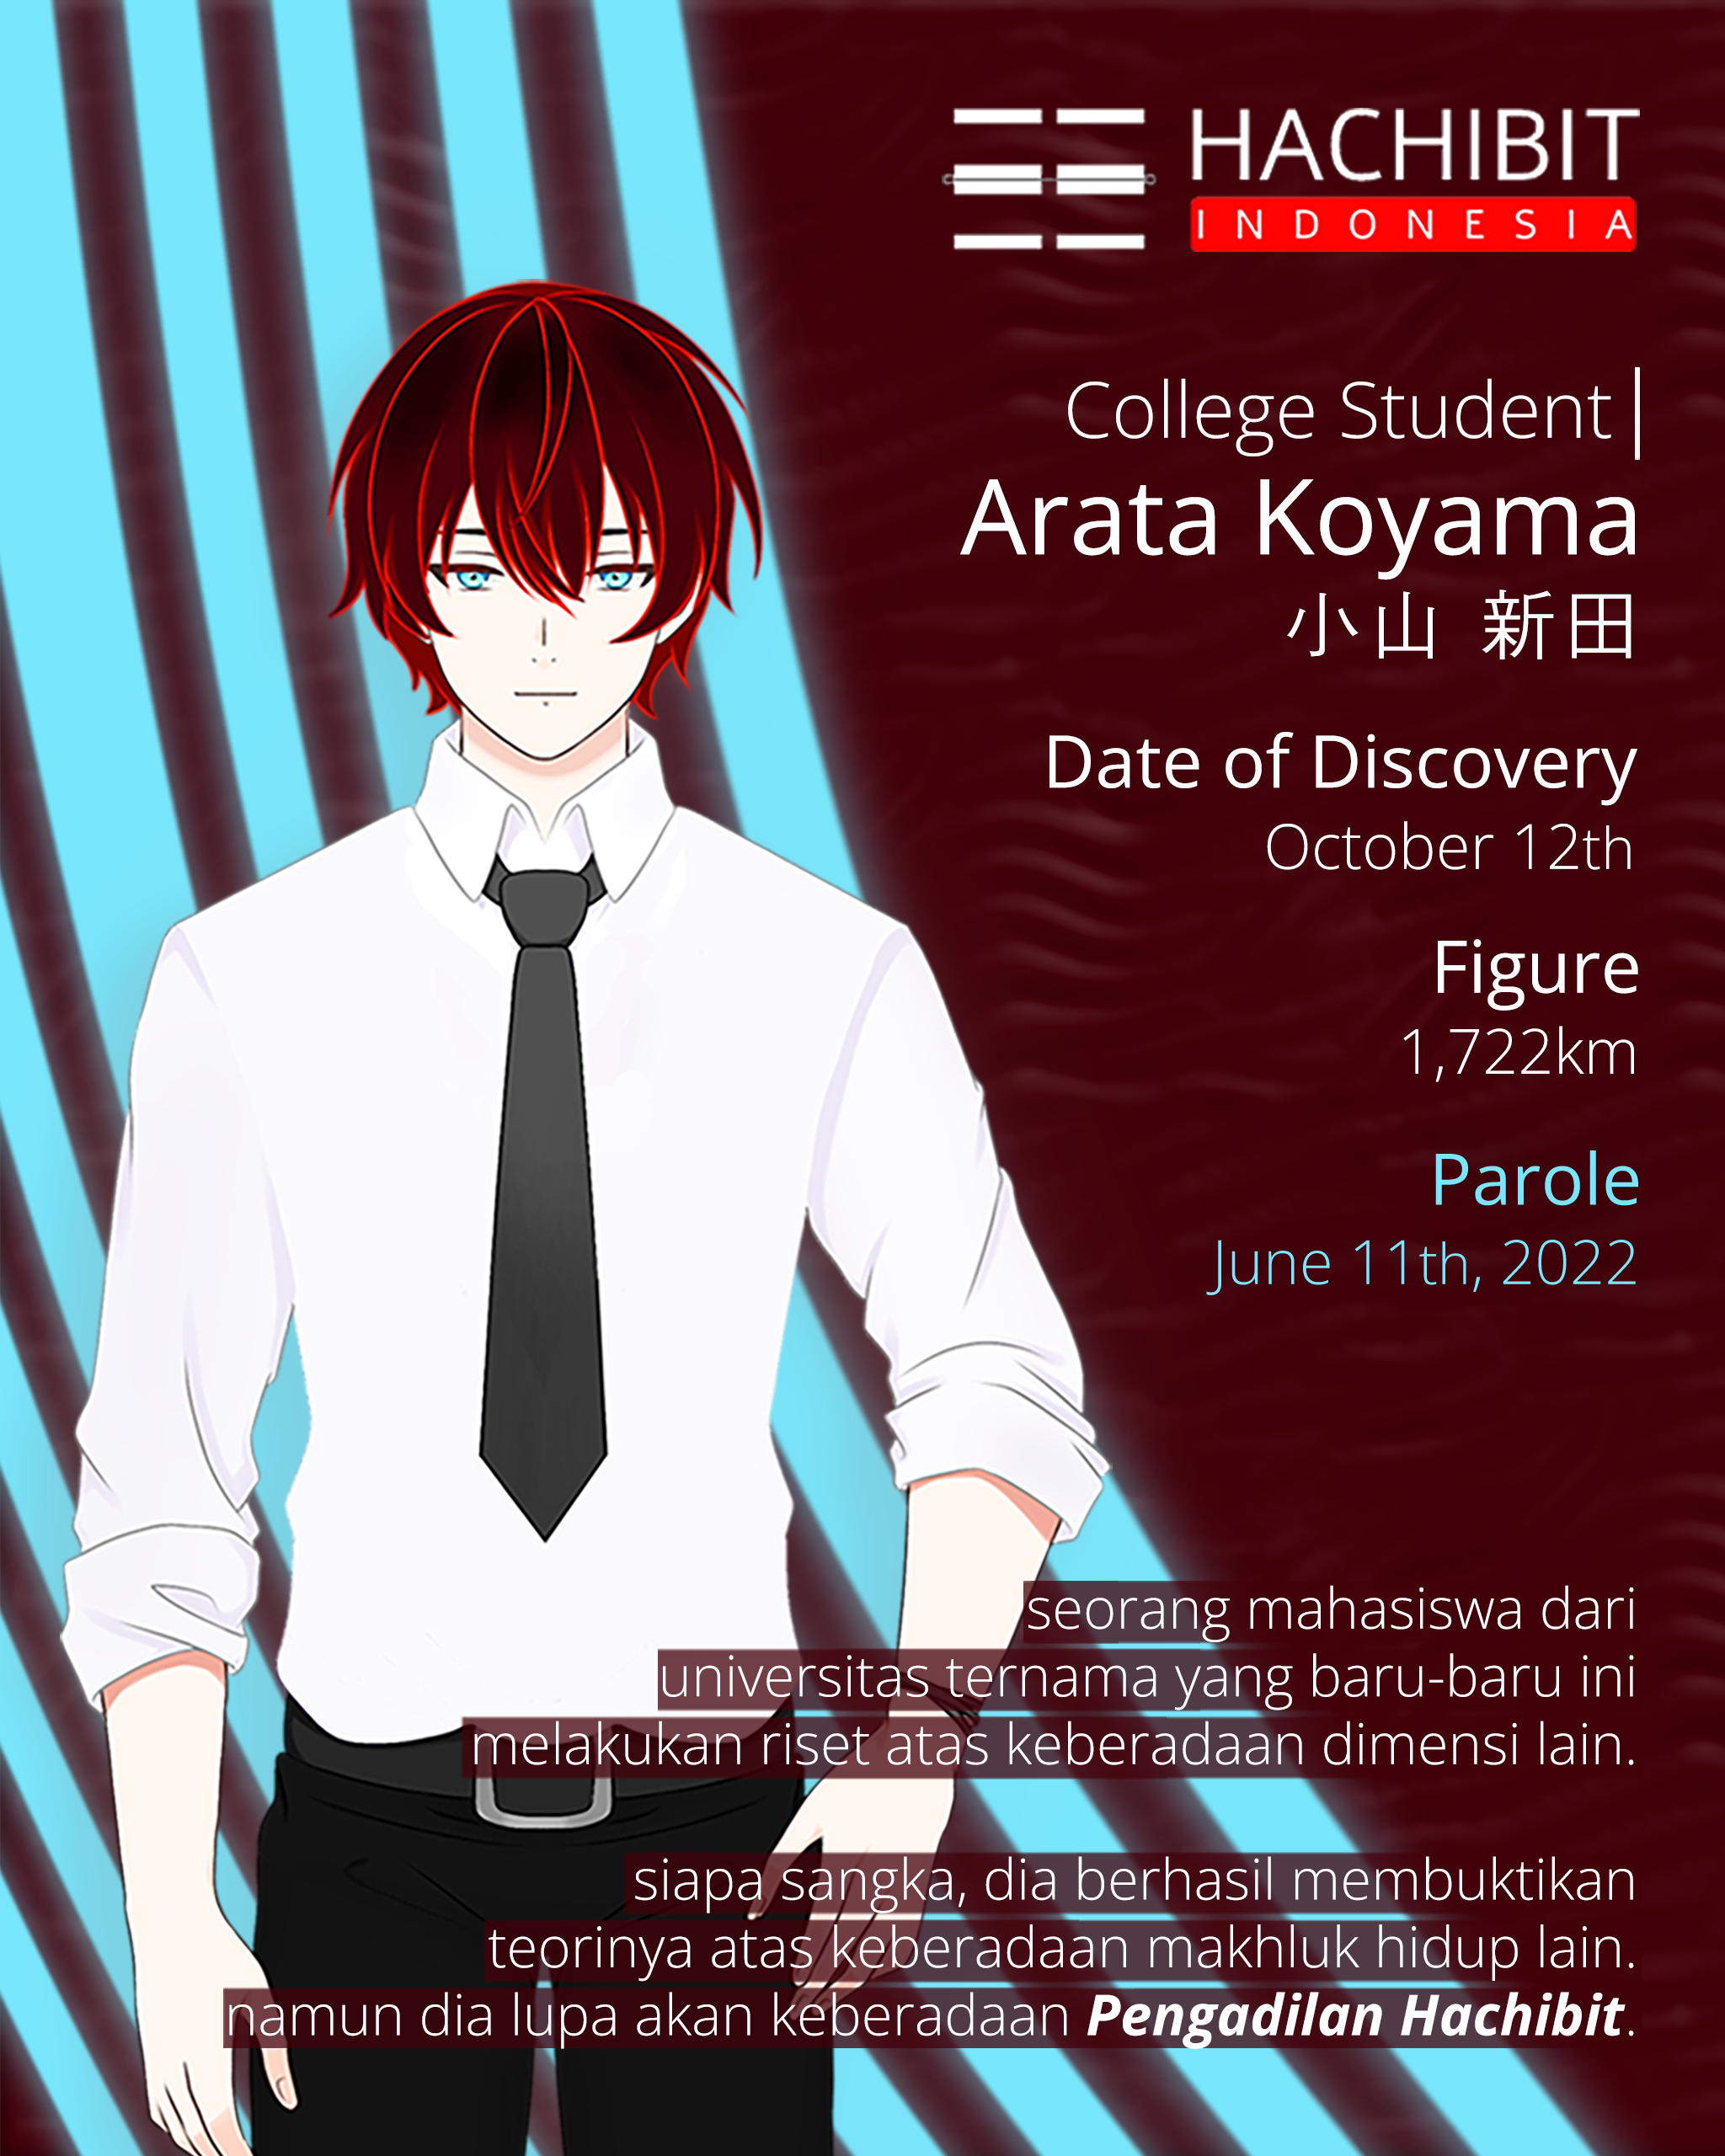 HACHIBIT
INDONESIA
College Student|
Arata Koyama
小山 新田
Date of Discovery
October 12th
Figure
1,722km
Parole
June 11th, 2022
seorang mahasiswa dari
universitas ternama yang baru-baru ini
melakukan riset atas keberadaan dimensi lain.
siapa sangka, dia berhasil membuktikan
teorinya atas keberadaan makhluk hidup lain.
namun dia lupa akan keberadaan Pengadilan Hachibit.